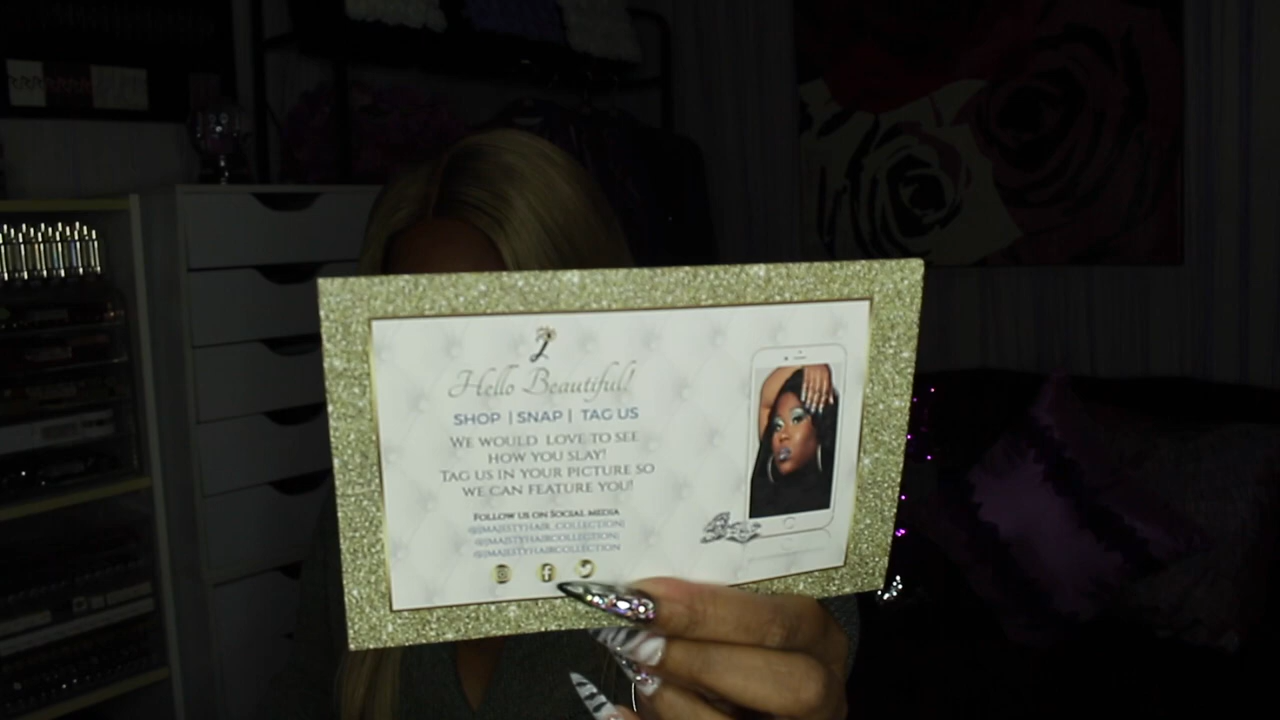 Hello Beautiful!
SHOP | SNAP | TAG US
WE WOULD LOVE TO SEE
HOW YOU SLAY!
TAG US IN YOUR PICTURE SO
WE CAN FEATURE YOU!
FOLLOW US ON SOCIAL MEDIA